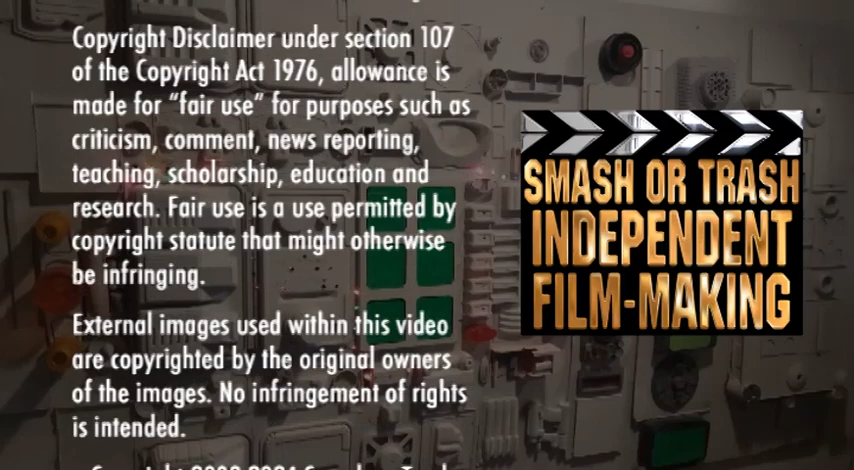 Copyright Disclaimer under section 107
of the Copyright Act 1976, allowance is
made for “fair use” for purposes such as
criticism, comment, news reporting,
teaching, scholarship, education and
research. Fair use is a use permitted by
copyright statute that might otherwise
be infringing.
External images used within this video
are copyrighted by the original owners
of the images. No infringement of rights
is intended.
SMASH OR TRASH
INDEPENDENT
FILM-MAKING